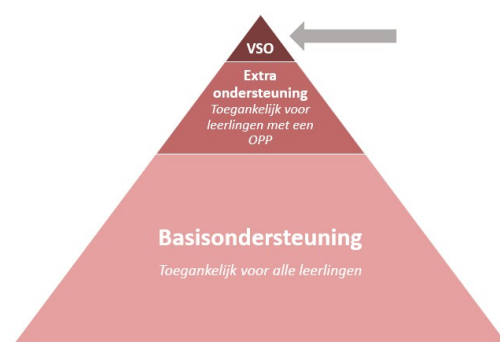 VSO
Extra
ondersteuning
Toegankelijk voor
leerlingen met een
OPP
Basisondersteuning
Toegankelijk voor alle leerlingen